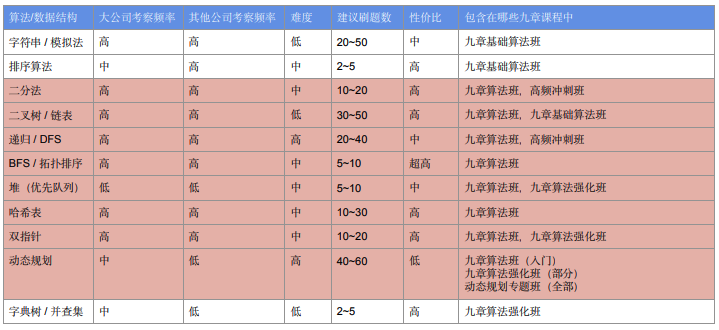 算法/数据结构 大公司考察频率 其他公司考察频率 难度 建议刷题数 性价比 包含在哪些九章课程中
字符串 / 模拟法 高 高 低 20~50 中 九章基础算法班
排序算法 中 高 中 2~5 高 九章基础算法班
二分法 高 高 中 10~20 高 九章算法班，高频冲刺班
二叉树 / 链表 高 高 低 30~50 高 九章算法班，九章基础算法班
递归 / DFS 高 高 高 20~40 中 九章算法班，高频冲刺班
BFS / 拓扑排序 高 高 中 5~10 超高 九章算法班
堆（优先队列） 低 低 中 5~10 中 九章算法班，九章算法强化班
哈希表 高 高 中 10~30 高 九章算法班
双指针 高 高 中 10~20 高 九章算法班，九章算法强化班
动态规划 中 低 高 40~60 低 九章算法班（入门）
九章算法强化班（部分）
动态规划专题班（全部）
字典树 / 并查集 中 低 低 2~5 高 九章算法强化班